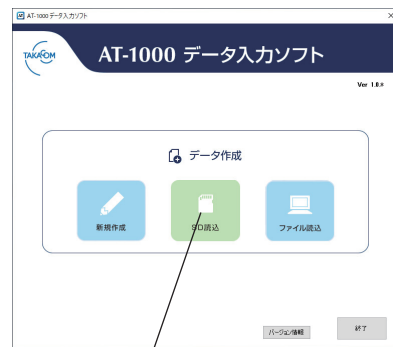 AT-1000 データ入力ソフト
TAKACOM
AT-1000 データ入力ソフト
Ver 1.0.*
データ作成
新規作成
SD読込
ファイル読込
バージョン情報
終了